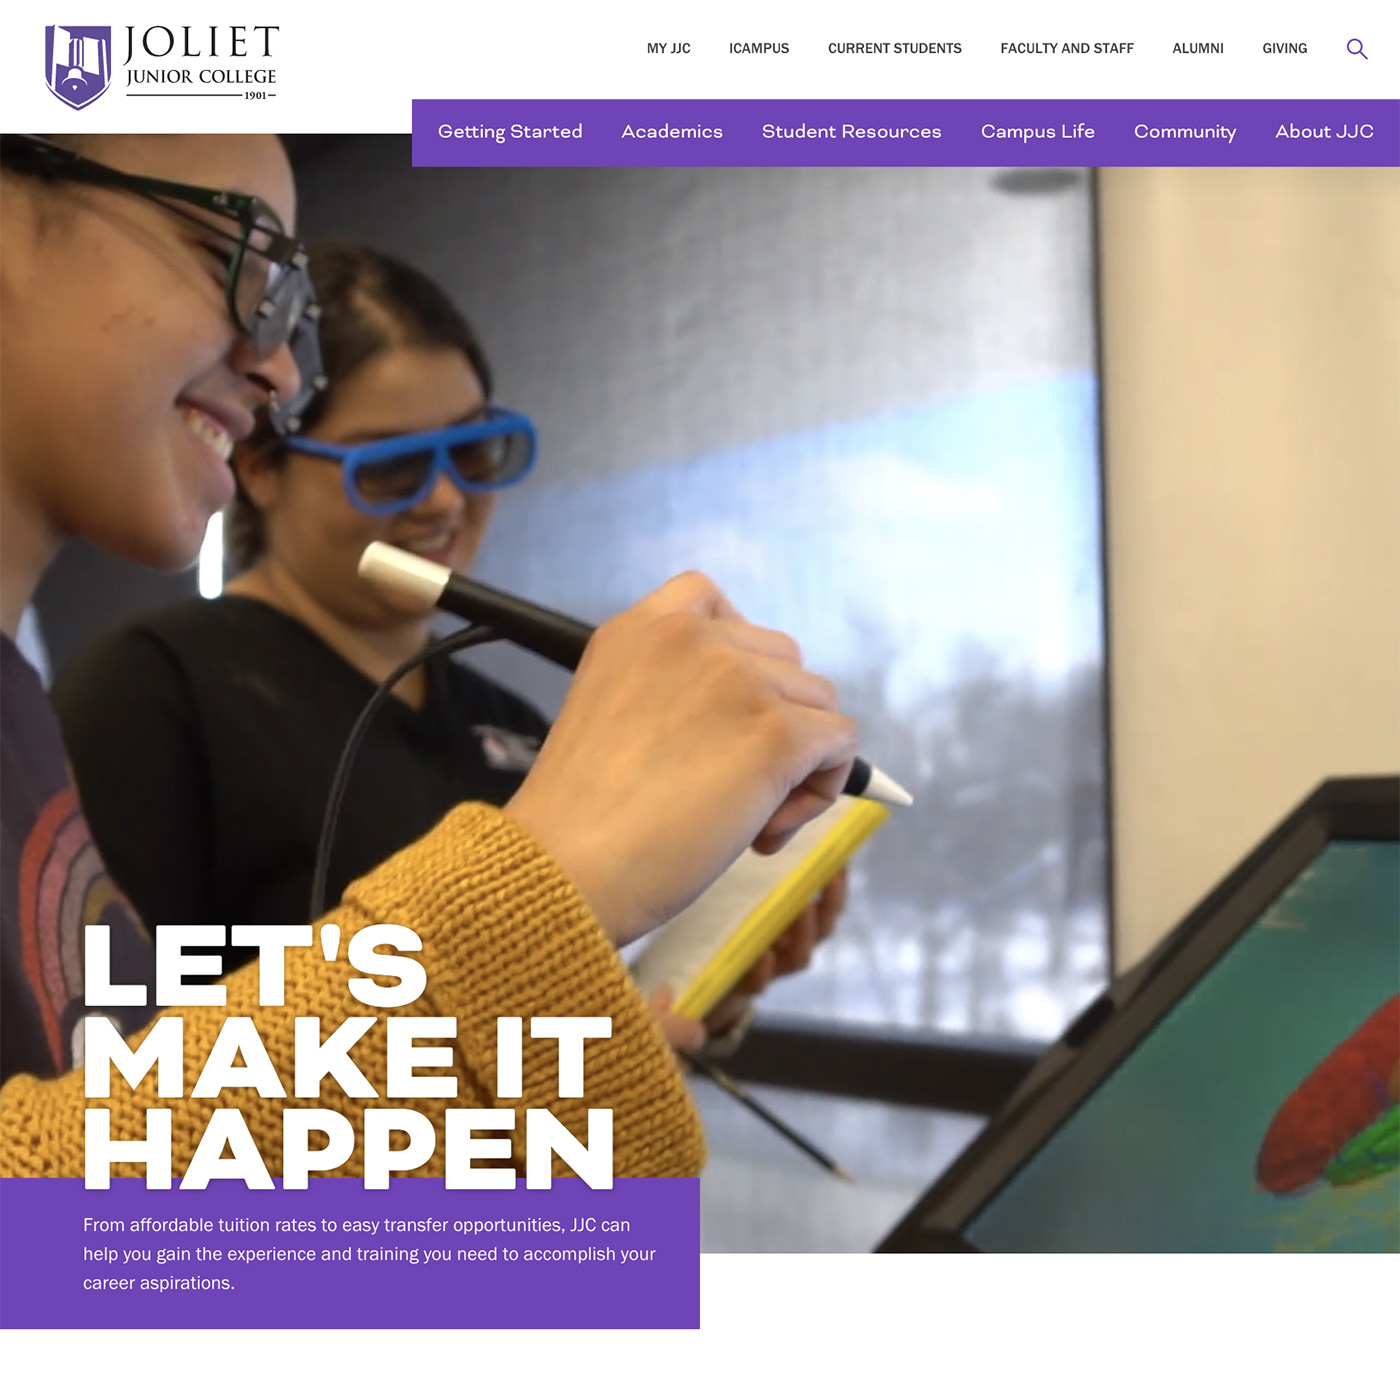 JOLIET
JUNIOR COLLEGE
1901
MY JJC ICAMPUS CURRENT STUDENTS FACULTY AND STAFF ALUMNI GIVING
Getting Started Academics Student Resources Campus Life Community About JJC
LET'S
MAKE IT
HAPPEN
From affordable tuition rates to easy transfer opportunities, JJC can
help you gain the experience and training you need to accomplish your
career aspirations.